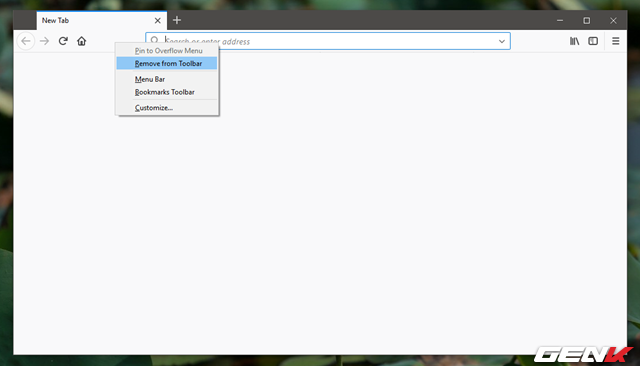 New Tab
Search or enter address
Pin to Overflow Menu
Remove from Toolbar
Menu Bar
Bookmarks Toolbar
Customize...
GENK